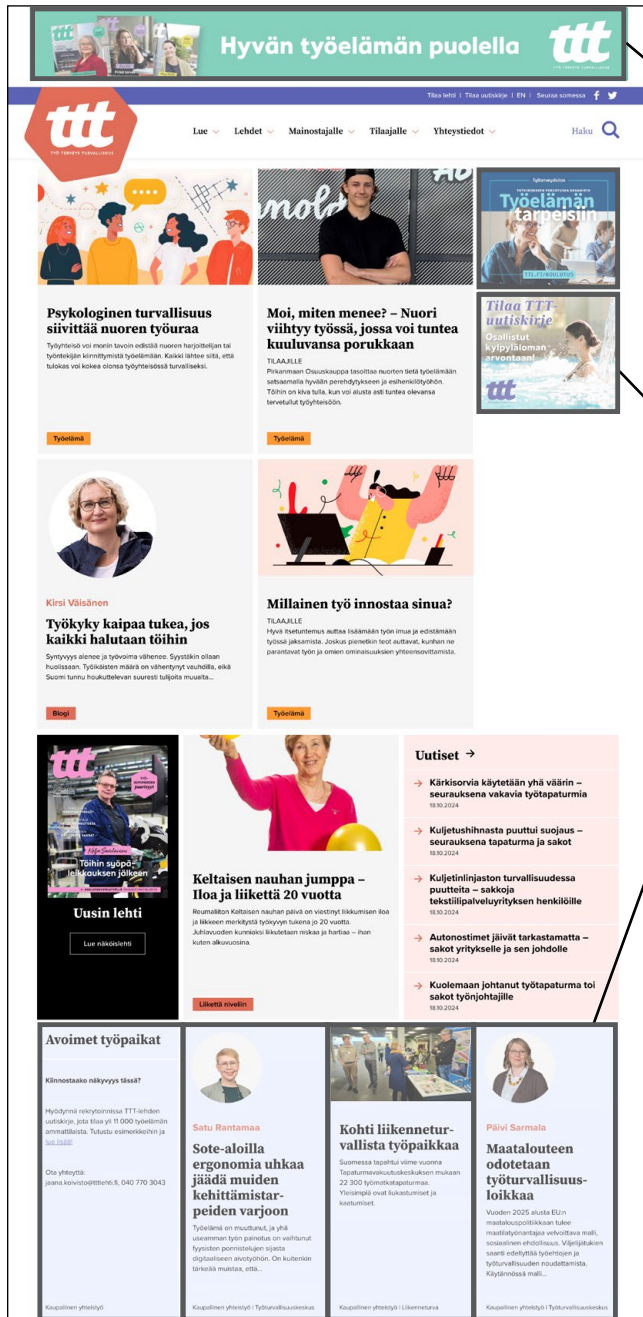 Hyvän työelämän puolella
ttt
TYÖ TERVEYS TURVALLISUUS
Tilaa lehti | Tilaa uutiskirje | EN | Seuraa somessa
ttt
TYÖ TERVEYS TURVALLISUUS
Lue Lehdet Mainostajalle Tilaajalle Yhteystiedot Haku
Työelämän
tarpeisiin
TTL.FI/KOULUTUS
Psykologinen turvallisuus
siivittää nuoren työuraa
Työyhteisö voi monin tavoin edistää nuoren harjoittelijan tai
työntekijän kiinnittymistä työelämään. Kaikki lähtee siitä, että
tulokas voi kokea olonsa työyhteisössä turvalliseksi.
Työelämä
Moi, miten menee? – Nuori
viihtyy työssä, jossa voi tuntea
kuuluvansa porukkaan
TILAAJILLE
Pirkanmaan Osuuskauppa tasoittaa nuorten tietä työelämään
satsaamalla hyvään perehdytykseen ja esihenkilötyöhön.
Töihin on kiva tulla, kun voi alusta asti tuntea olevansa
tervetullut työyhteisöön.
Työelämä
Tilaa TTT-
uutiskirje
Osallistut
kylpyläloman
arvontaan!
ttt
Kirsi Väisänen
Työkyky kaipaa tukea, jos
kaikki halutaan töihin
Syntyvyys alenee ja työvoima vähenee. Syystäkin ollaan
huolissaan. Työikäisten määrä on vähentynyt vauhdilla, eikä
Suomi tunnu houkuttelevan suuresti tulijoita muualta...
Blogi
Millainen työ innostaa sinua?
TILAAJILLE
Hyvä itsetuntemus auttaa lisäämään työn imua ja edistämään
työssä jaksamista. Joskus pienetkin teot auttavat, kunhan ne
parantavat työn ja omien ominaisuuksien yhteensovittamista.
Työelämä
ttt
Töihin syöpä-
leikkauksen jälkeen
Uusin lehti
Lue näköislehti
Keltaisen nauhan jumppa –
Iloa ja liikettä 20 vuotta
Reumaliiton Keltaisen nauhan päivä on viestinyt liikkumisen iloa
ja liikkeen merkitystä työkyvyn tukena jo 20 vuotta.
Juhlavuoden kunniaksi liikutetaan niskaa ja hartiaa – ihan
kuten alkuvuosina.
Liikettä niveliin
Uutiset →
Kärkisorvia käytetään yhä väärin –
seurauksena vakavia työtapaturmia
18.10.2024
Kuljetushihnasta puuttui suojaus –
seurauksena tapaturma ja sakot
18.10.2024
Kuljetinlinjaston turvallisuudessa
puutteita – sakkoja
tekstiilipalveluyrityksen henkilöille
18.10.2024
Autonostimet jäivät tarkastamatta –
sakot yritykselle ja sen johdolle
18.10.2024
Kuolemaan johtanut työtapaturma toi
sakot työnjohtajille
18.10.2024
Avoimet työpaikat
Kiinnostaako näkyvyys tässä?
Hyödynnä rekrytoinnissa TTT-lehden
uutiskirje, jota tilaa yli 11 000 työelämän
ammattilaista. Tutustu esimerkkeihin ja
lue lisää!
Ota yhteyttä:
jaana.koivisto@tttlehti.fi, 040 770 3043
Kaupallinen yhteistyö
Satu Rantamaa
Sote-aloilla
ergonomia uhkaa
jäädä muiden
kehittämistar-
peiden varjoon
Työelämä on muuttunut, ja yhä
useamman työn painotus on vaihtunut
fyysisten ponnistelujen sijasta
digitaaliseen aivotyöhön. On kuitenkin
tärkeää muistaa, että...
Kaupallinen yhteistyö | Työturvallisuuskeskus
Kohti liikennetur-
vallista työpaikkaa
Suomessa tapahtui viime vuonna
Tapaturmavakuutuskeskuksen mukaan
22 300 työmatkatapaturmaa.
Yleisimpiä ovat liukastumiset ja
kaatumiset.
Kaupallinen yhteistyö | Liikenneturva
Päivi Sarmala
Maatalouteen
odotetaan
työturvallisuus-
loikkaa
Vuoden 2025 alusta EU:n
maatalouspolitiikkaan tulee
maatilatyönantajaa velvoittava malli,
sosiaalinen ehdollisuus. Viljelijätukien
saanti edellyttää työehtojen ja
työturvallisuuden noudattamista.
Käytännössä malli...
Kaupallinen yhteistyö | Työturvallisuuskeskus